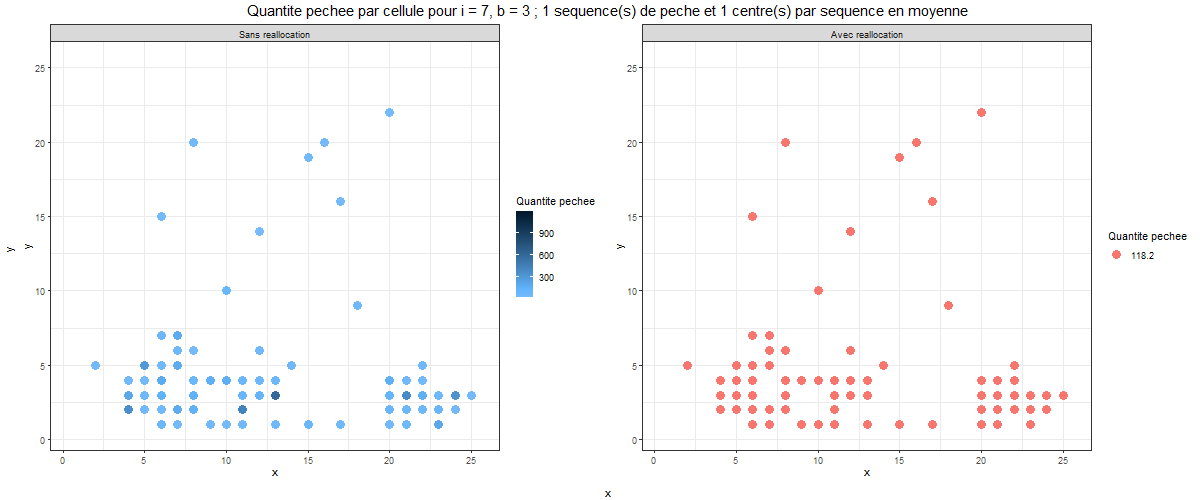 Quantite pechee par cellule pour i = 7, b = 3 ; 1 sequence(s) de peche et 1 centre(s) par sequence en moyenne
Sans reallocation
25
20
15
10
5
0
0 5 10 15 20 25
x
y
y
Quantite pechee
900
600
300
Avec reallocation
25
20
15
10
5
0
0 5 10 15 20 25
x
y
Quantite pechee
118.2
x